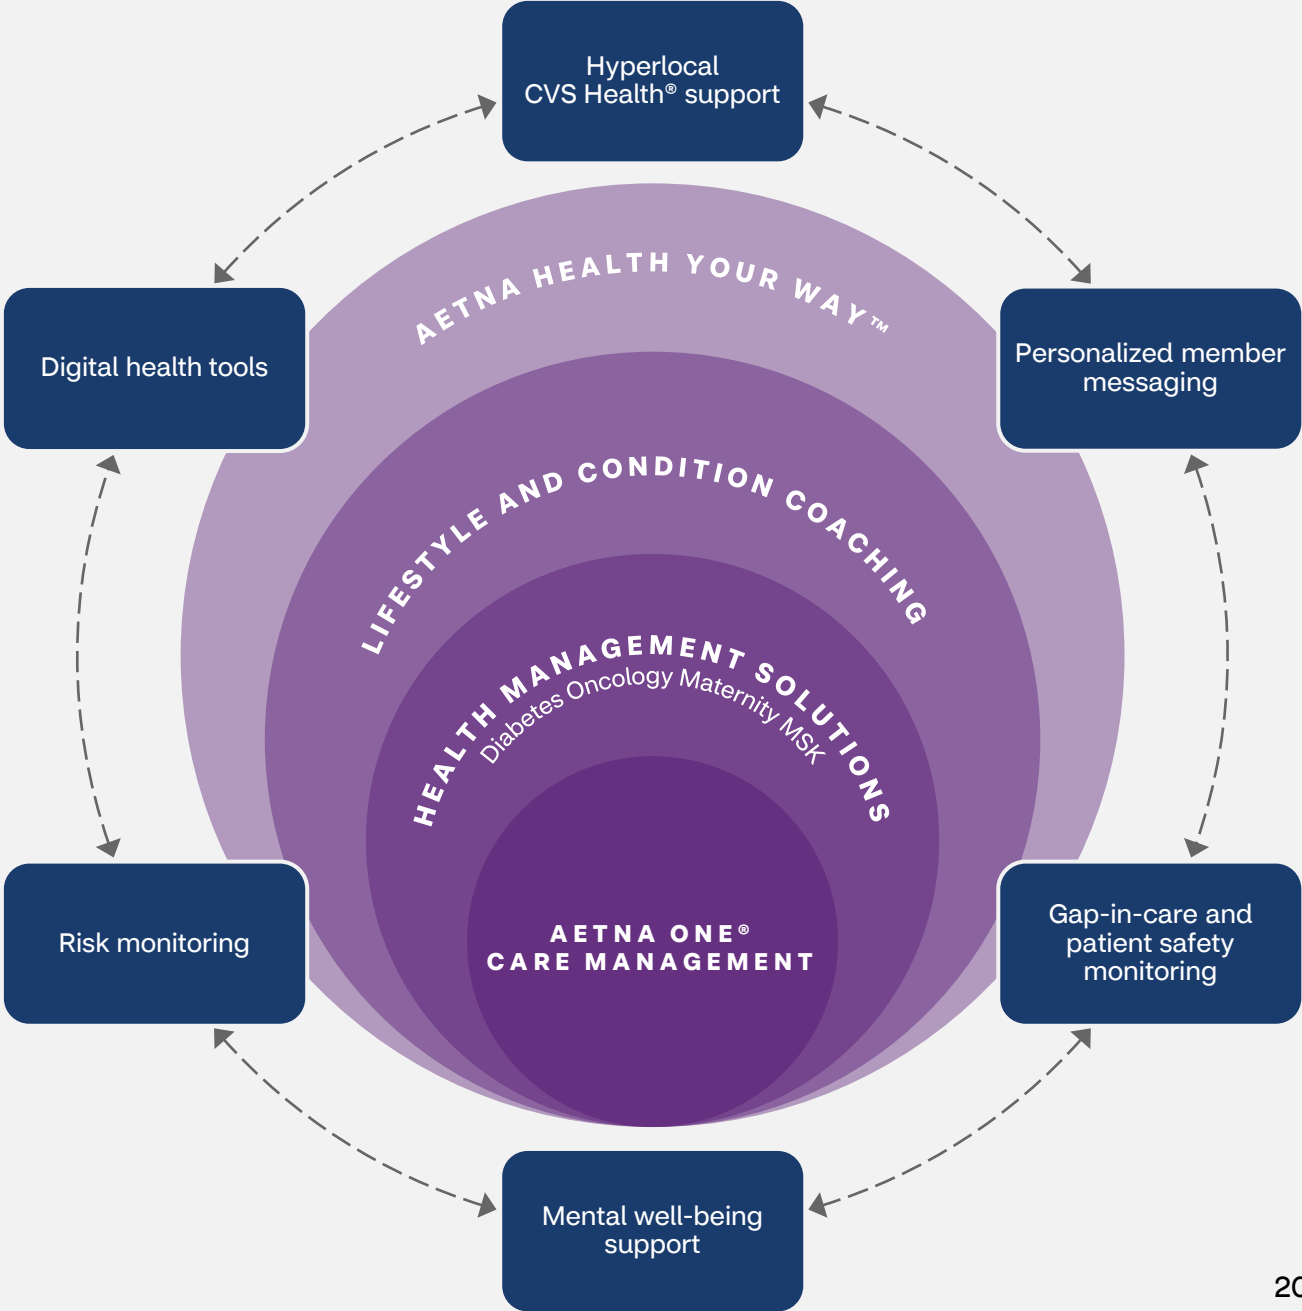 Hyperlocal
CVS Health® support
AETNA HEALTH YOUR WAY™
Digital health tools
Personalized member
messaging
LIFESTYLE AND CONDITION COACHING
HEALTH MANAGEMENT SOLUTIONS
Diabetes Oncology Maternity MSK
AETNA ONE®
CARE MANAGEMENT
Risk monitoring
Gap-in-care and
patient safety
monitoring
Mental well-being
support